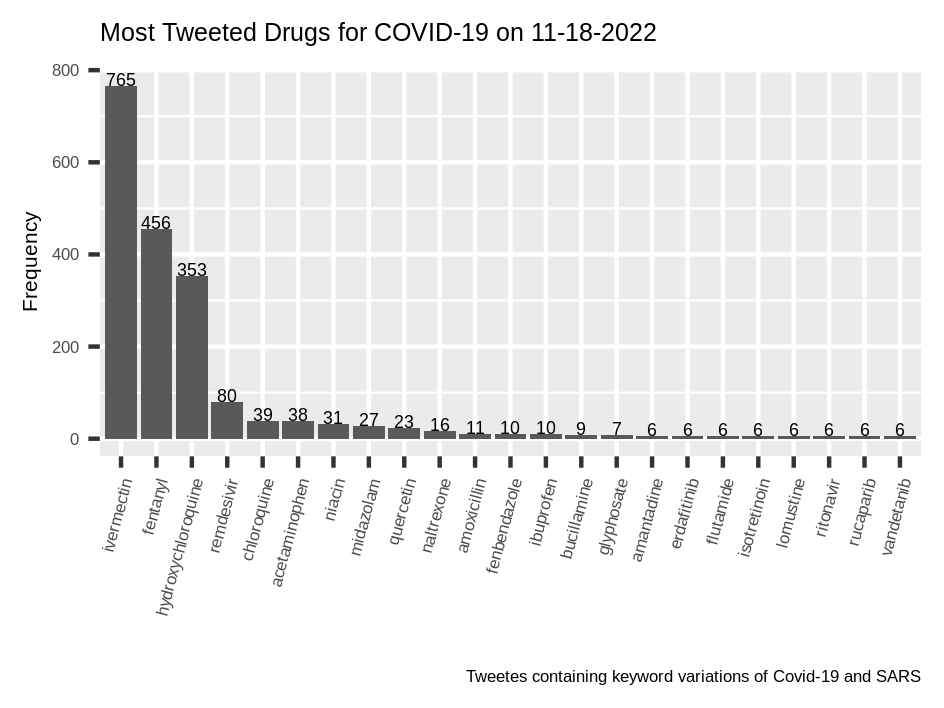 Most Tweeted Drugs for COVID-19 on 11-18-2022
Frequency
800
600
400
200
0
765
456
353
80
39
38
31
27
23
16
11
10
10
9
7
6
6
6
6
6
6
6
6
ivermectin
fentanyl
hydroxychloroquine
remdesivir
chloroquine
acetaminophen
niacin
midazolam
quercetin
naltrexone
amoxicillin
fenbendazole
ibuprofen
bucillamine
glyphosate
amantadine
erdafitinib
flutamide
isotretinoin
lomustine
ritonavir
rucaparib
vandetanib
Tweetes containing keyword variations of Covid-19 and SARS